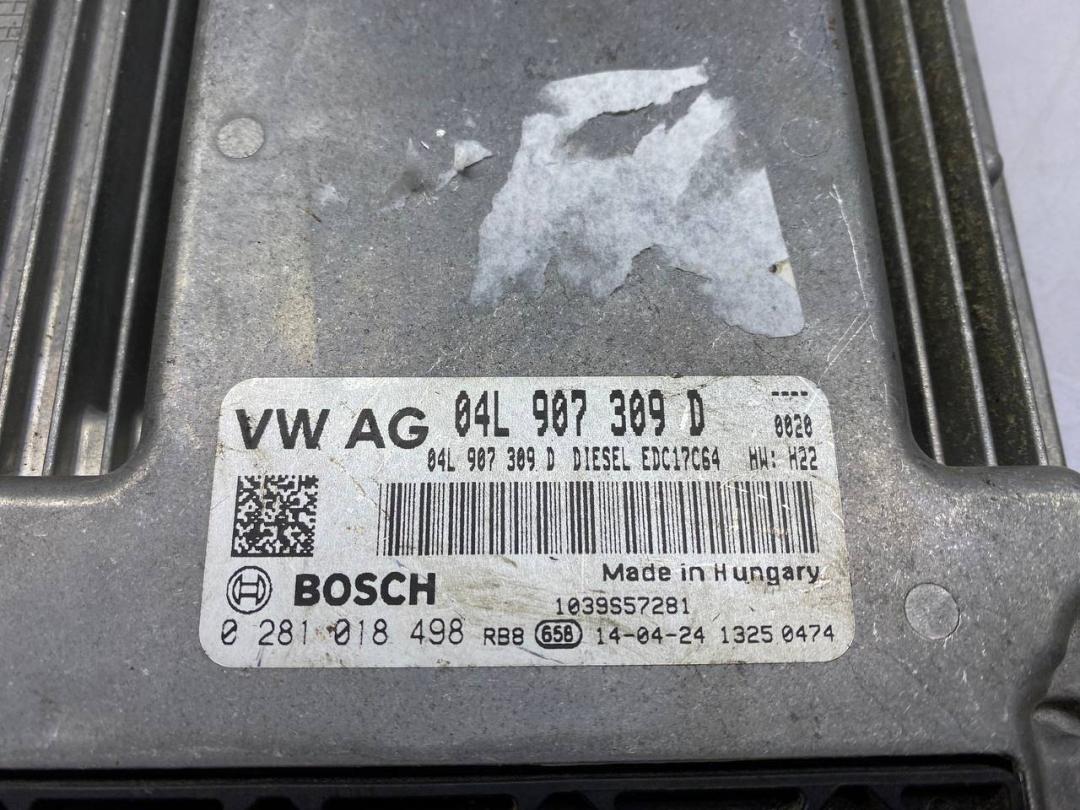 VW AG 04L 907 309 D ----
0020
04L 907 309 D DIESEL EDC17C64 HW: H22
Made in Hungary
BOSCH
1039S57281
0 281 018 498 RB8 658 14-04-24 1325 0474